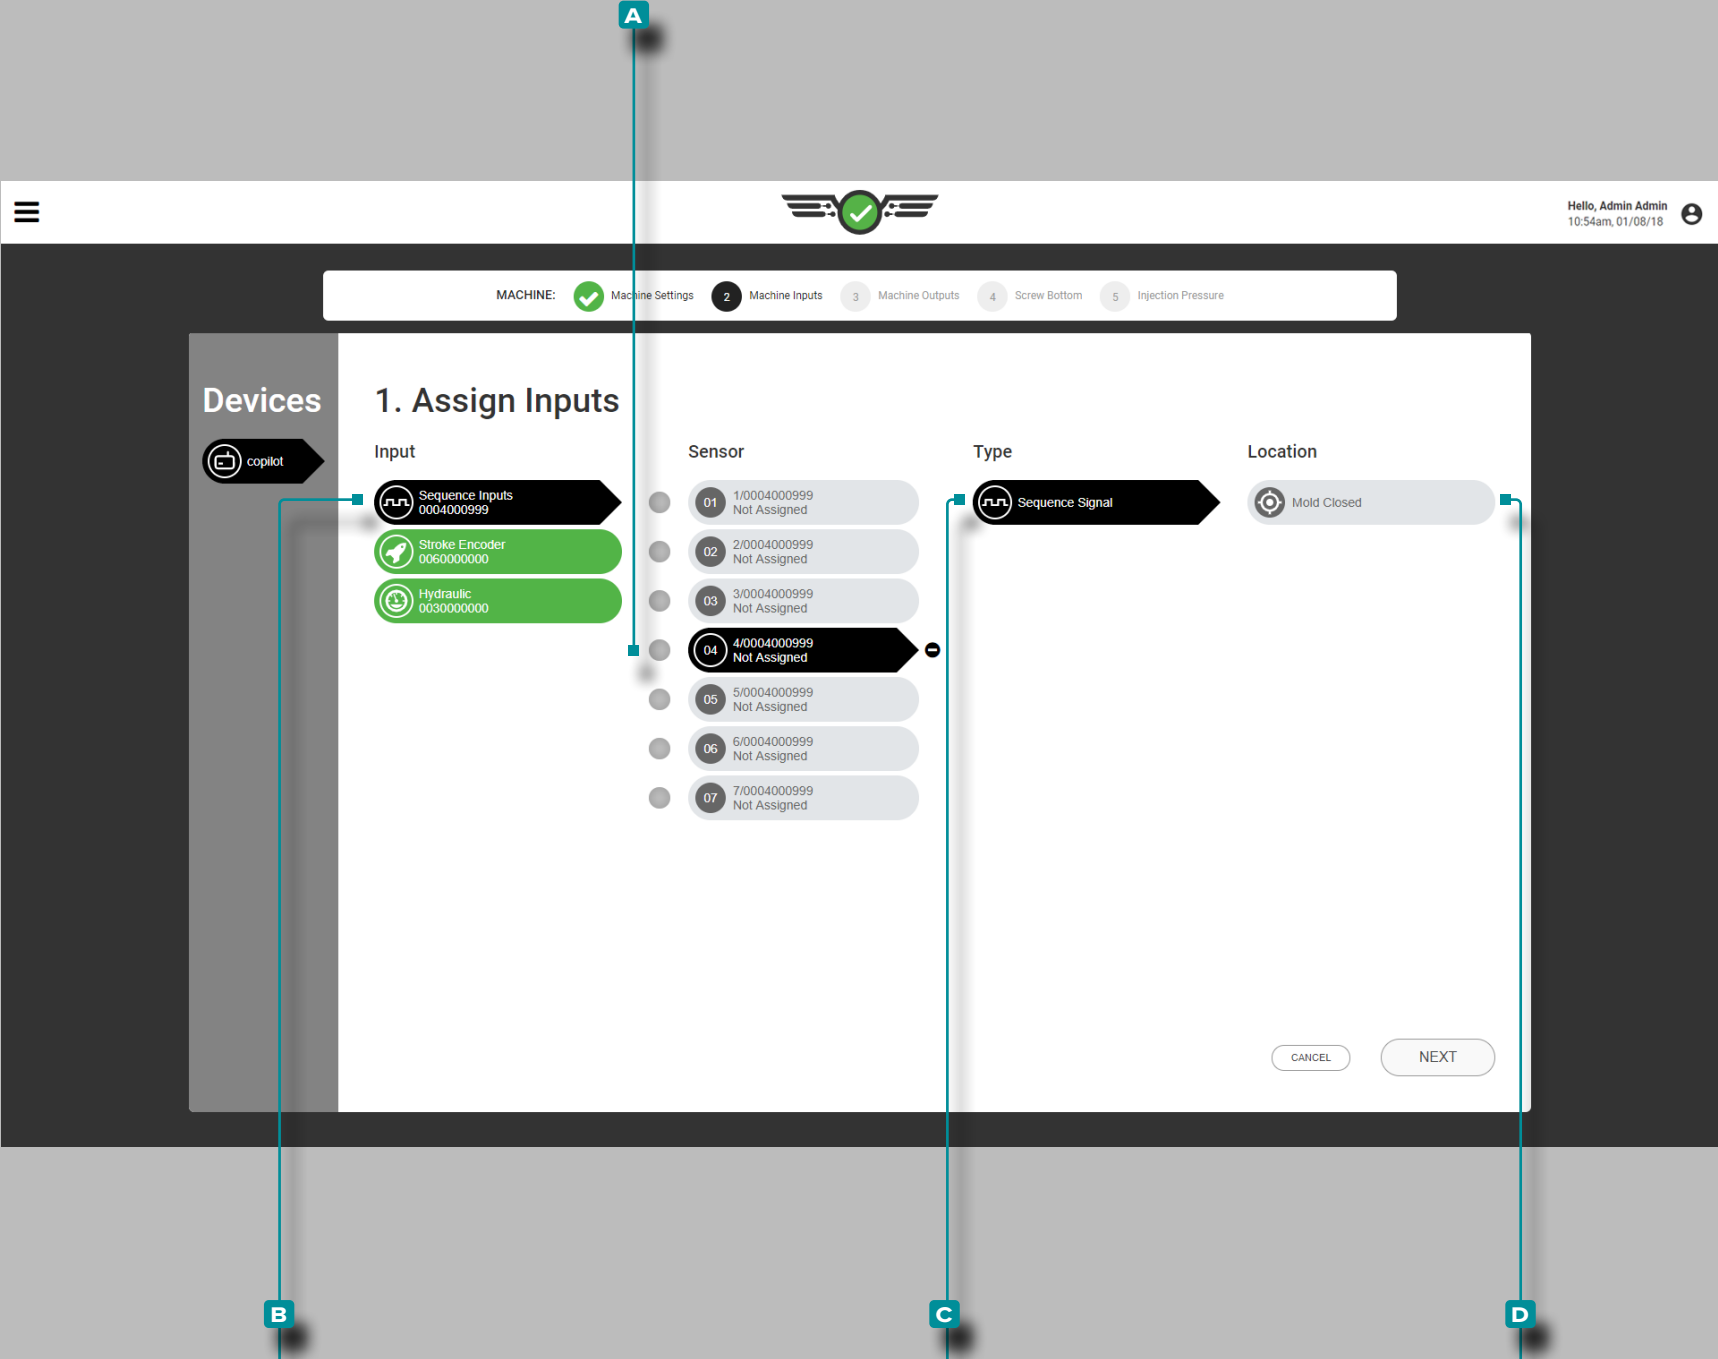 A
Hello, Admin Admin
10:54am, 01/08/18
MACHINE: Machine Settings 2 Machine Inputs 3 Machine Outputs 4 Screw Bottom 5 Injection Pressure
Devices
copilot
1. Assign Inputs
Input
Sequence Inputs
0004000999
Stroke Encoder
0060000000
Hydraulic
0030000000
Sensor
01 1/0004000999
Not Assigned
02 2/0004000999
Not Assigned
03 3/0004000999
Not Assigned
04 4/0004000999
Not Assigned
05 5/0004000999
Not Assigned
06 6/0004000999
Not Assigned
07 7/0004000999
Not Assigned
Type
Sequence Signal
Location
Mold Closed
CANCEL NEXT
B C D